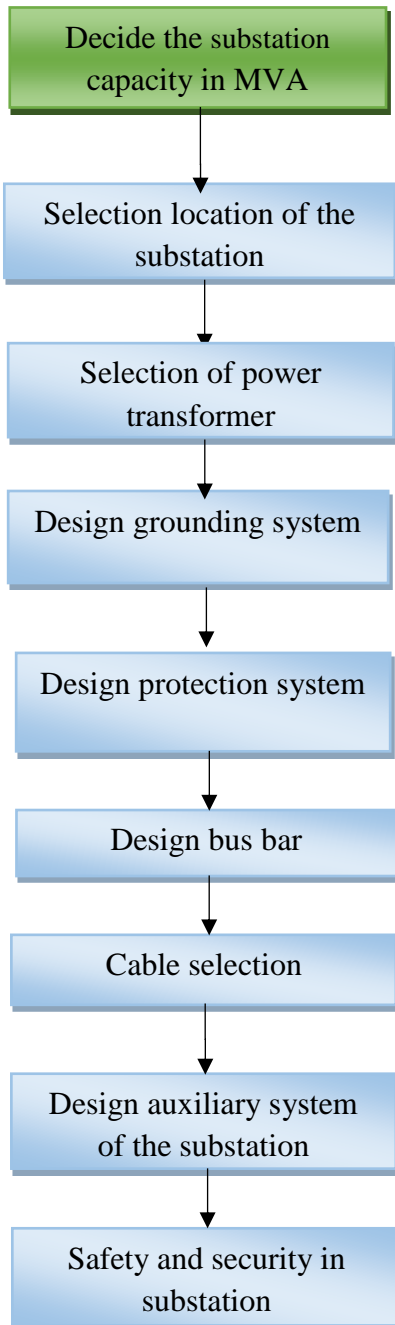 Decide the substation
capacity in MVA
Selection location of the
substation
Selection of power
transformer
Design grounding system
Design protection system
Design bus bar
Cable selection
Design auxiliary system
of the substation
Safety and security in
substation